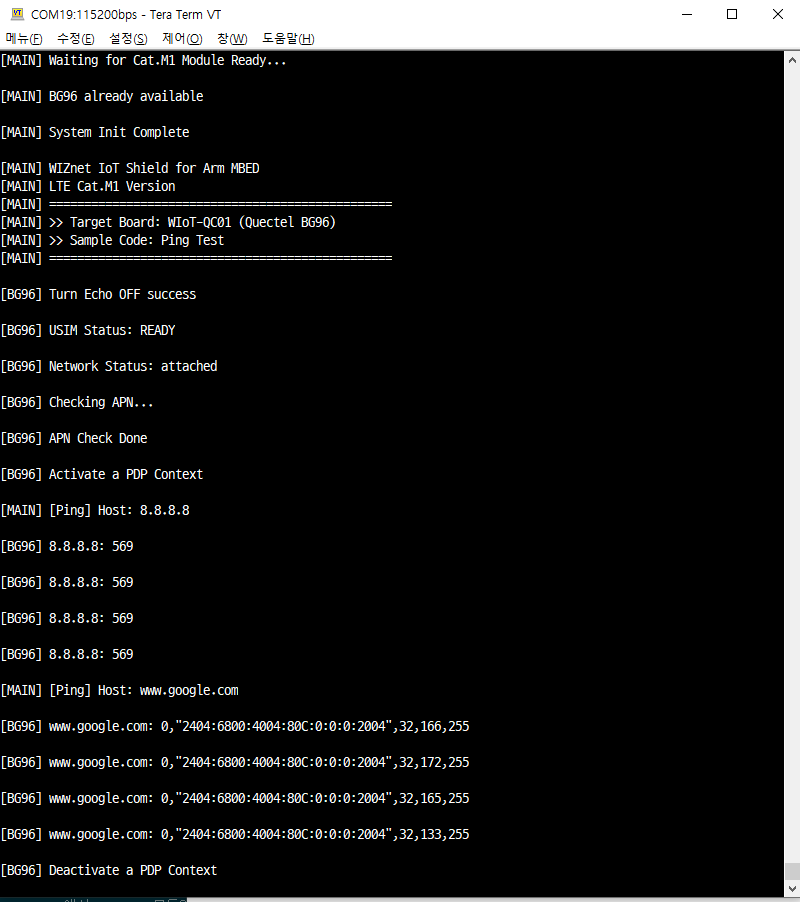 COM19:115200bps - Tera Term VT
메뉴(F) 수정(E) 설정(S) 제어(O) 창(W) 도움말(H)
[MAIN] Waiting for Cat.M1 Module Ready...
[MAIN] BG96 already available
[MAIN] System Init Complete
[MAIN] WIZnet IoT Shield for Arm MBED
[MAIN] LTE Cat.M1 Version
[MAIN] =================================================
[MAIN] >> Target Board: WIoT-QC01 (Quectel BG96)
[MAIN] >> Sample Code: Ping Test
[MAIN] =================================================
[BG96] Turn Echo OFF success
[BG96] USIM Status: READY
[BG96] Network Status: attached
[BG96] Checking APN...
[BG96] APN Check Done
[BG96] Activate a PDP Context
[MAIN] [Ping] Host: 8.8.8.8
[BG96] 8.8.8.8: 569
[BG96] 8.8.8.8: 569
[BG96] 8.8.8.8: 569
[BG96] 8.8.8.8: 569
[MAIN] [Ping] Host: www.google.com
[BG96] www.google.com: 0,"2404:6800:4004:80C:0:0:0:2004",32,166,255
[BG96] www.google.com: 0,"2404:6800:4004:80C:0:0:0:2004",32,172,255
[BG96] www.google.com: 0,"2404:6800:4004:80C:0:0:0:2004",32,165,255
[BG96] www.google.com: 0,"2404:6800:4004:80C:0:0:0:2004",32,133,255
[BG96] Deactivate a PDP Context